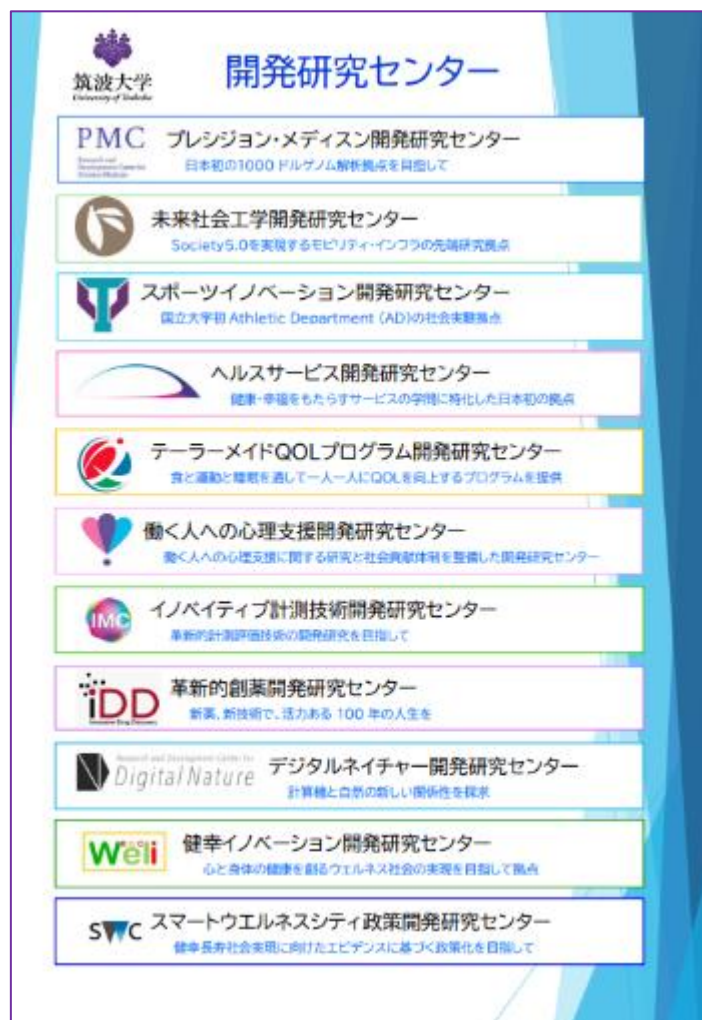 筑波大学
University of Tsukuba
開発研究センター
PMC
Research and
Development Center for
Precision Medicine
プレシジョン・メディスン開発研究センター
日本初の1000ドルゲノム解析拠点を目指して
未来社会工学開発研究センター
Society5.0を実現するモビリティ・インフラの先端研究拠点
スポーツイノベーション開発研究センター
国立大学初 Athletic Department (AD)の社会実験拠点
ヘルスサービス開発研究センター
健康・幸福をもたらすサービスの学問に特化した日本初の拠点
テーラーメイドQOLプログラム開発研究センター
食と運動と睡眠を通して一人一人にQOLを向上するプログラムを提供
働く人への心理支援開発研究センター
働く人への心理支援に関する研究と社会貢献体制を整備した開発研究センター
IMC
イノベイティブ計測技術開発研究センター
革新的計測評価技術の開発研究を目指して
iDD
Innovative Drug Discovery
革新的創薬開発研究センター
新薬、新技術で、活力ある 100 年の人生を
Research and Development Center for
Digital Nature
デジタルネイチャー開発研究センター
計算機と自然の新しい関係性を探求
Weli
健幸イノベーション開発研究センター
心と身体の健康を創るウェルネス社会の実現を目指して拠点
SWC
スマートウエルネスシティ政策開発研究センター
健幸長寿社会実現に向けたエビデンスに基づく政策化を目指して